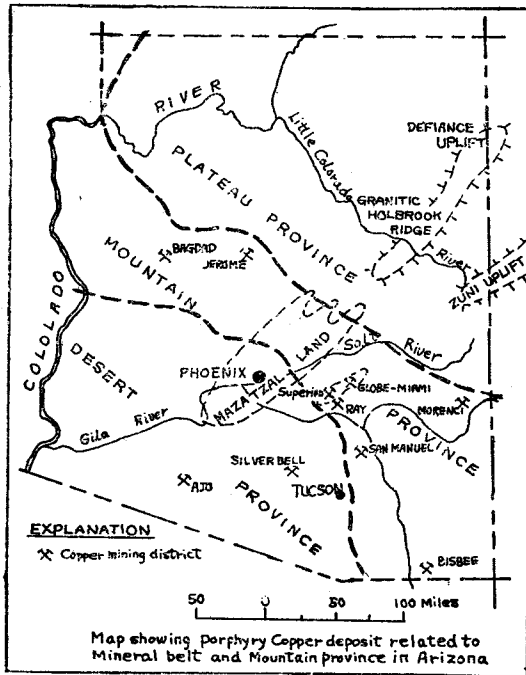 RIVER
Little Colorado
DEFIANCE
UPLIFT
PLATEAU PROVINCE
GRANITIC
HOLBROOK
RIDGE
River
ZUNI UPLIFT
BAGDAD
JEROME
MOUNTAIN
COLOLRADO
DESERT
PHOENIX
MAZATZAL LAND
Salt
River
Superior
GLOBE-MIAMI
RAY
MORENCI
PROVINCE
Gila River
SAN MANUEL
SILVER BELL
AJO
TUCSON
PROVINCE
EXPLANATION
Copper mining district
BISBEE
50 0 50 100 Miles
Map showing Porphyry Copper deposit related to
Mineral belt and Mountain province in Arizona